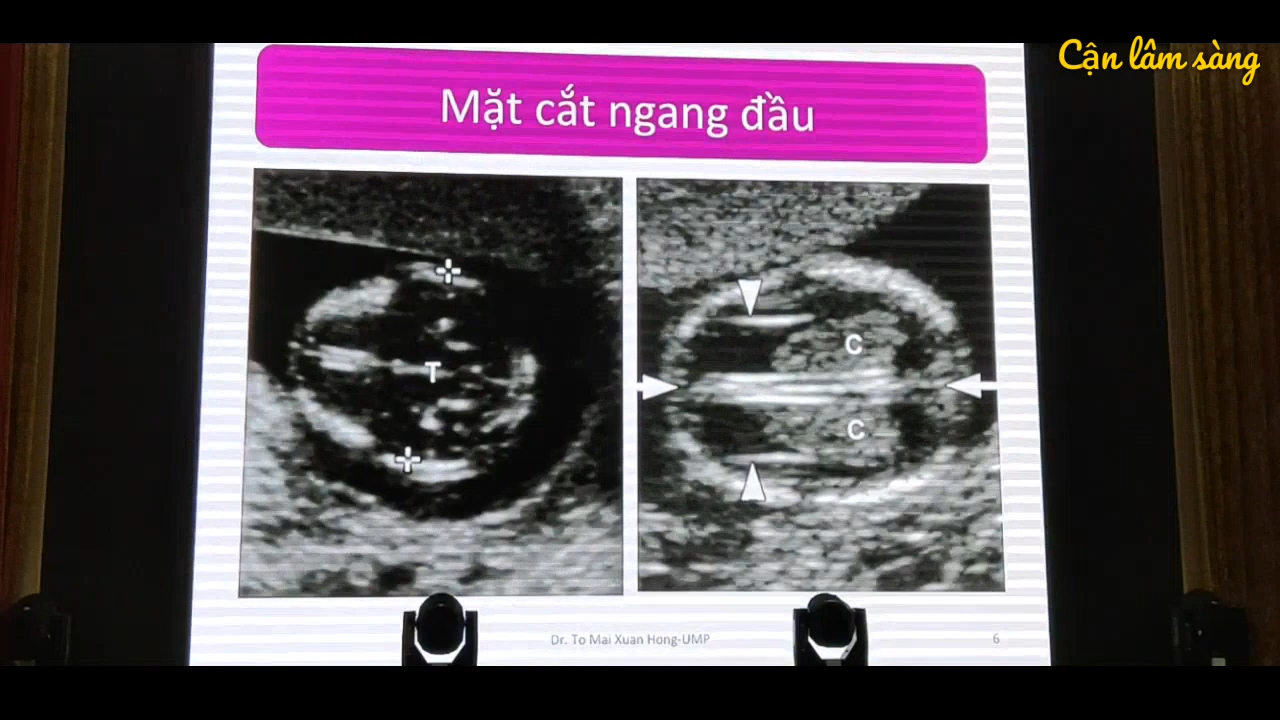 Cận lâm sàng
Mặt cắt ngang đầu
T
C
C
Dr. To Mai Xuan Hong-UMP
6